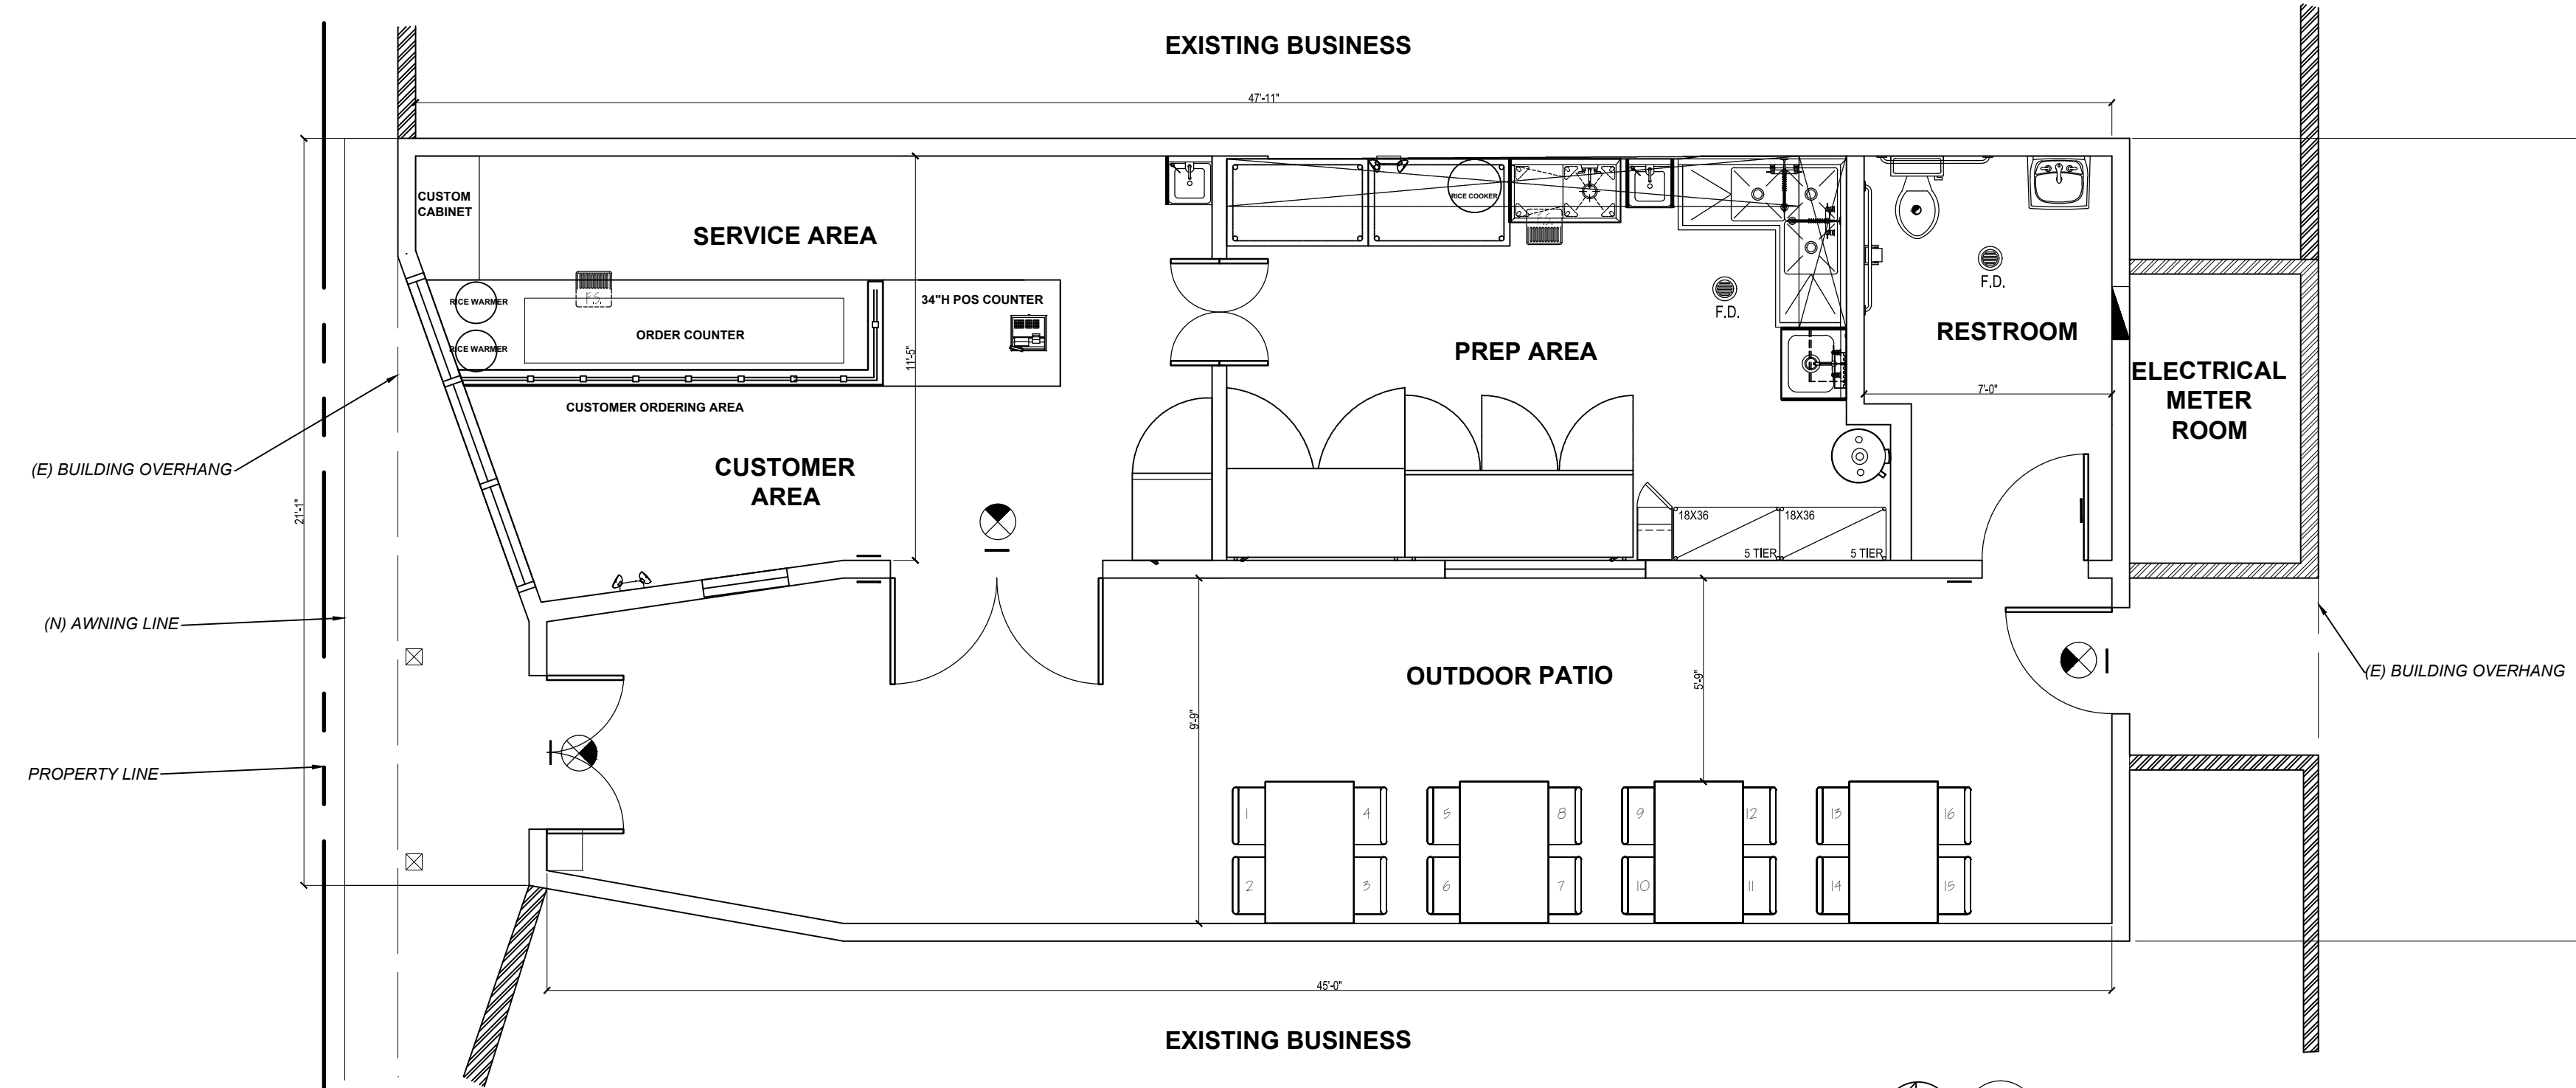 EXISTING BUSINESS
47'-11"
CUSTOM
CABINET
SERVICE AREA
RICE COOKER
F.S.
F.D.
F.D.
RICE WARMER
F.S.
34"H POS COUNTER
ORDER COUNTER
RICE WARMER
11'-5"
PREP AREA
RESTROOM
7'-0"
ELECTRICAL
METER
ROOM
CUSTOMER ORDERING AREA
CUSTOMER
AREA
(E) BUILDING OVERHANG
21'-1"
18X36
18X36
5 TIER
5 TIER
(N) AWNING LINE
OUTDOOR PATIO
5'-9"
(E) BUILDING OVERHANG
9'-9"
PROPERTY LINE
1 4 5 8 9 12 13 16
2 3 6 7 10 11 14 15
45'-0"
EXISTING BUSINESS